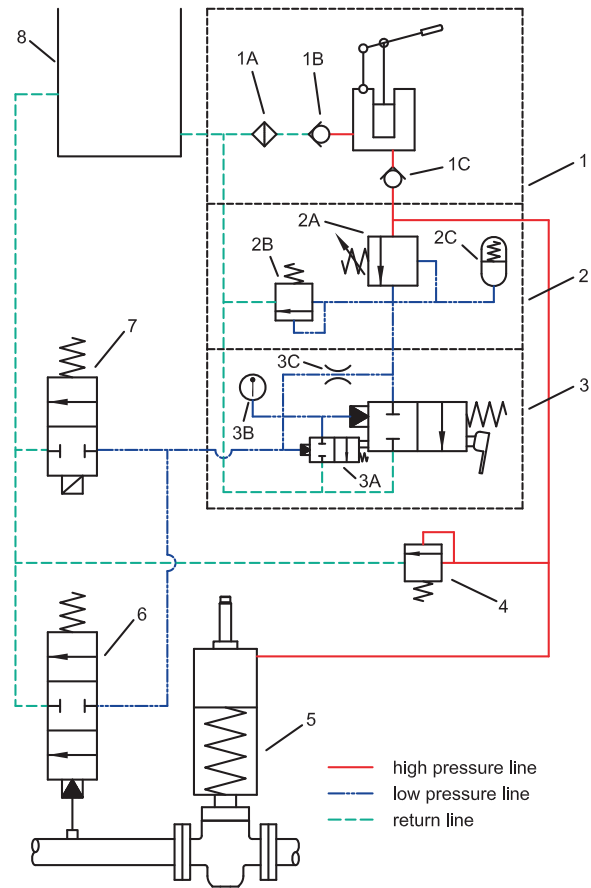 8
1A
1B
1C
1
2A
2B
2C
2
7
3C
3
3B
3A
4
6
5
high pressure line
low pressure line
return line